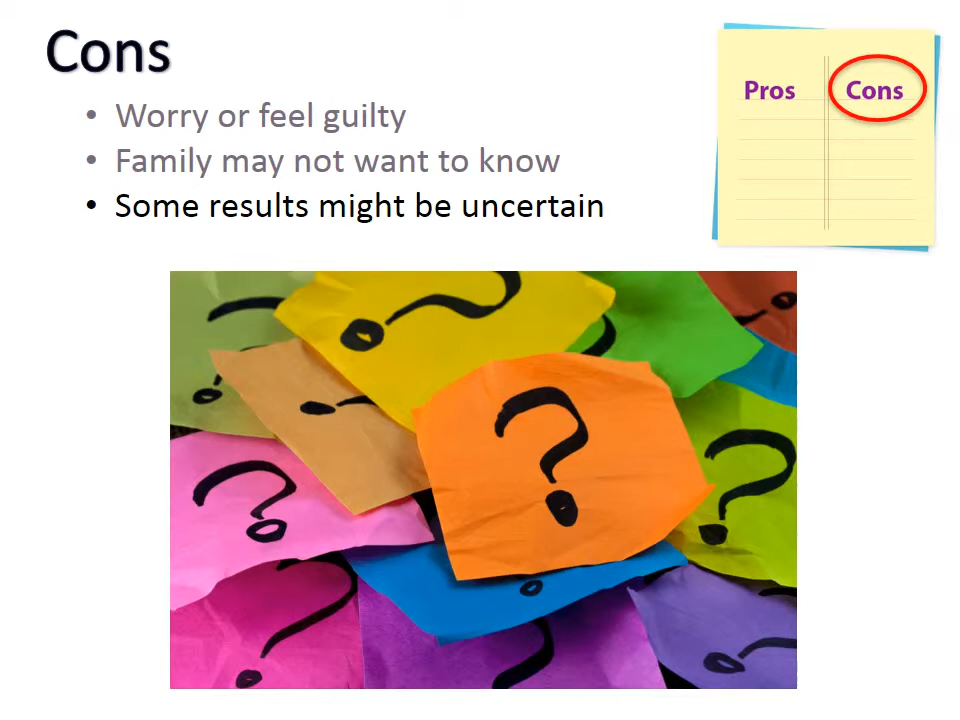 Cons
• Worry or feel guilty
• Family may not want to know
• Some results might be uncertain
Pros Cons
?
?
?
?
?
?
?
?
?
?